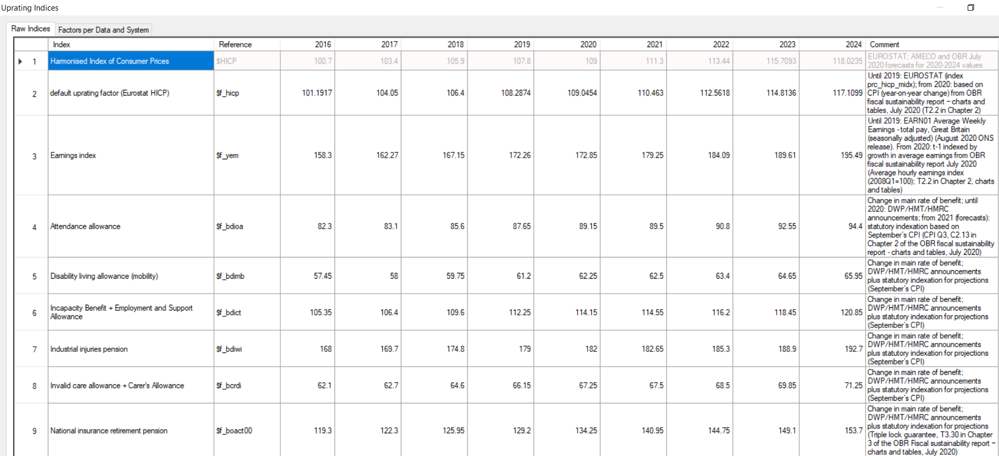 Uprating Indices
Raw Indices Factors per Data and System
Index Reference 2016 2017 2018 2019 2020 2021 2022 2023 2024 Comment
1 Harmonised Index of Consumer Prices $HICP 100.7 103.4 105.9 107.8 109 111.3 113.44 115.7093 118.0235 EUROSTAT; AMECO and OBR July
2020 forecasts for 2020-2024 values
2 default uprating factor (Eurostat HICP) $f_hicp 101.1917 104.05 106.4 108.2874 109.0454 110.463 112.5618 114.8136 117.1099 Until 2019: EUROSTAT (index
prc_hicp_midx); from 2020: based on
CPI (year-on-year change) from OBR
fiscal sustainability report – charts and
tables, July 2020 (T2.2 in Chapter 2)
3 Earnings index $f_yem 158.3 162.27 167.15 172.26 172.85 179.25 184.09 189.61 195.49 Until 2019: EARN01 Average Weekly
Earnings - total pay, Great Britain
(seasonally adjusted) (August 2020 ONS
release). From 2020: t-1 indexed by
growth in average earnings from OBR
fiscal sustainability report July 2020
(Average hourly earnings index
(2008Q1=100); T2.2 in Chapter 2, charts
and tables)
4 Attendance allowance $f_bdioa 82.3 83.1 85.6 87.65 89.15 89.5 90.8 92.55 94.4 Change in main rate of benefit; until
2020: DWP/HMT/HMRC
announcements; from 2021 (forecasts):
statutory indexation based on
September's CPI (CPI Q3, C2.13 in
Chapter 2 of the OBR fiscal sustainability
report - charts and tables, July 2020)
5 Disability living allowance (mobility) $f_bdimb 57.45 58 59.75 61.2 62.25 62.5 63.4 64.65 65.95 Change in main rate of benefit;
DWP/HMT/HMRC announcements
plus statutory indexation for projections
(September's CPI)
6 Incapacity Benefit + Employment and Support
Allowance $f_bdict 105.35 106.4 109.6 112.25 114.15 114.55 116.2 118.45 120.85 Change in main rate of benefit;
DWP/HMT/HMRC announcements
plus statutory indexation for projections
(September's CPI)
7 Industrial injuries pension $f_bdiwi 168 169.7 174.8 179 182 182.65 185.3 188.9 192.7 Change in main rate of benefit;
DWP/HMT/HMRC announcements
plus statutory indexation for projections
(September's CPI)
8 Invalid care allowance + Carer's Allowance $f_bcrdi 62.1 62.7 64.6 66.15 67.25 67.5 68.5 69.85 71.25 Change in main rate of benefit;
DWP/HMT/HMRC announcements
plus statutory indexation for projections
(September's CPI)
9 National insurance retirement pension $f_boact00 119.3 122.3 125.95 129.2 134.25 140.95 144.75 149.1 153.7 Change in main rate of benefit;
DWP/HMT/HMRC announcements
plus statutory indexation for projections
(Triple lock guarantee, T3.30 in Chapter
3 of the OBR Fiscal sustainability report –
charts and tables, July 2020)